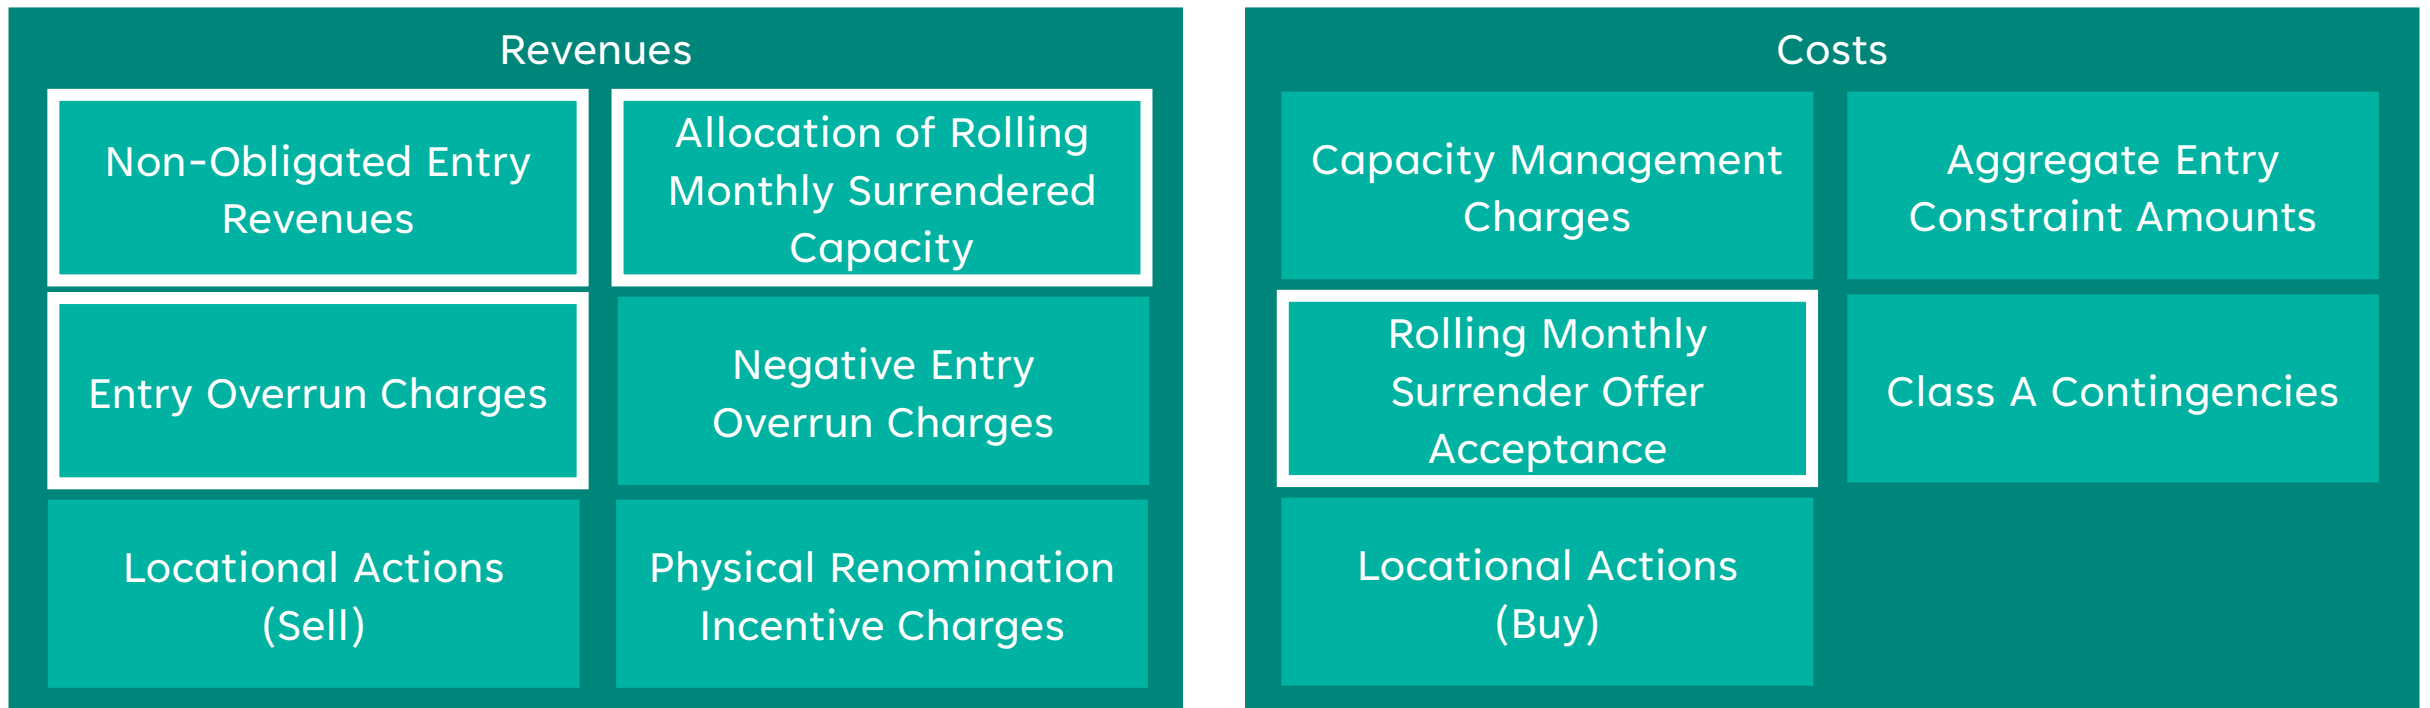 Revenues
Non-Obligated Entry
Revenues
Allocation of Rolling
Monthly Surrendered
Capacity
Entry Overrun Charges
Negative Entry
Overrun Charges
Locational Actions
(Sell)
Physical Renomination
Incentive Charges
Costs
Capacity Management
Charges
Aggregate Entry
Constraint Amounts
Rolling Monthly
Surrender Offer
Acceptance
Class A Contingencies
Locational Actions
(Buy)